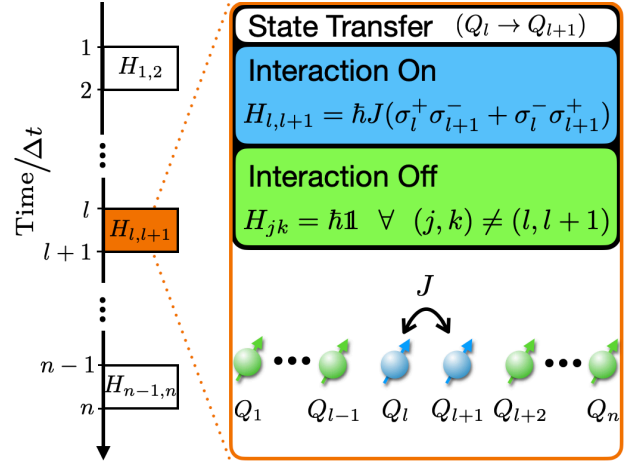 1
H_{1,2}
2
Time/Δt
l
H_{l,l+1}
l + 1
n − 1
H_{n−1,n}
n
State Transfer (Q_l → Q_{l+1})
Interaction On
H_{l,l+1} = ℏJ(σ_l^+ σ_{l+1}^- + σ_l^- σ_{l+1}^+)
Interaction Off
H_{jk} = ℏ𝟙 ∀ (j, k) ≠ (l, l + 1)
J
Q_1 Q_{l−1} Q_l Q_{l+1} Q_{l+2} Q_n